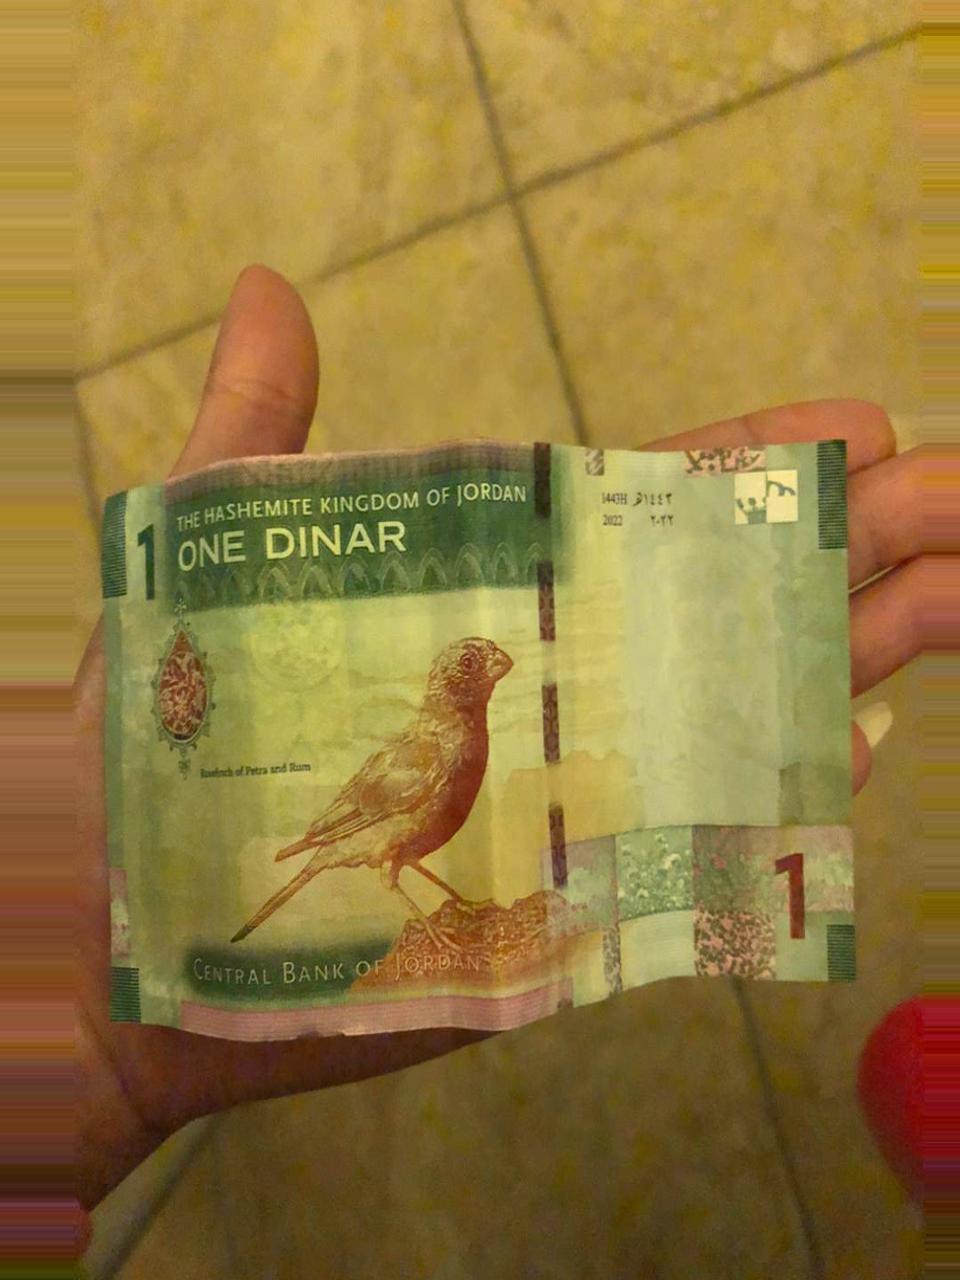 1
THE HASHEMITE KINGDOM OF JORDAN
ONE DINAR
1443H ١٤٤٣هـ
2022 ٢٠٢٢
Rosefinch of Petra and Rum
1
CENTRAL BANK OF JORDAN